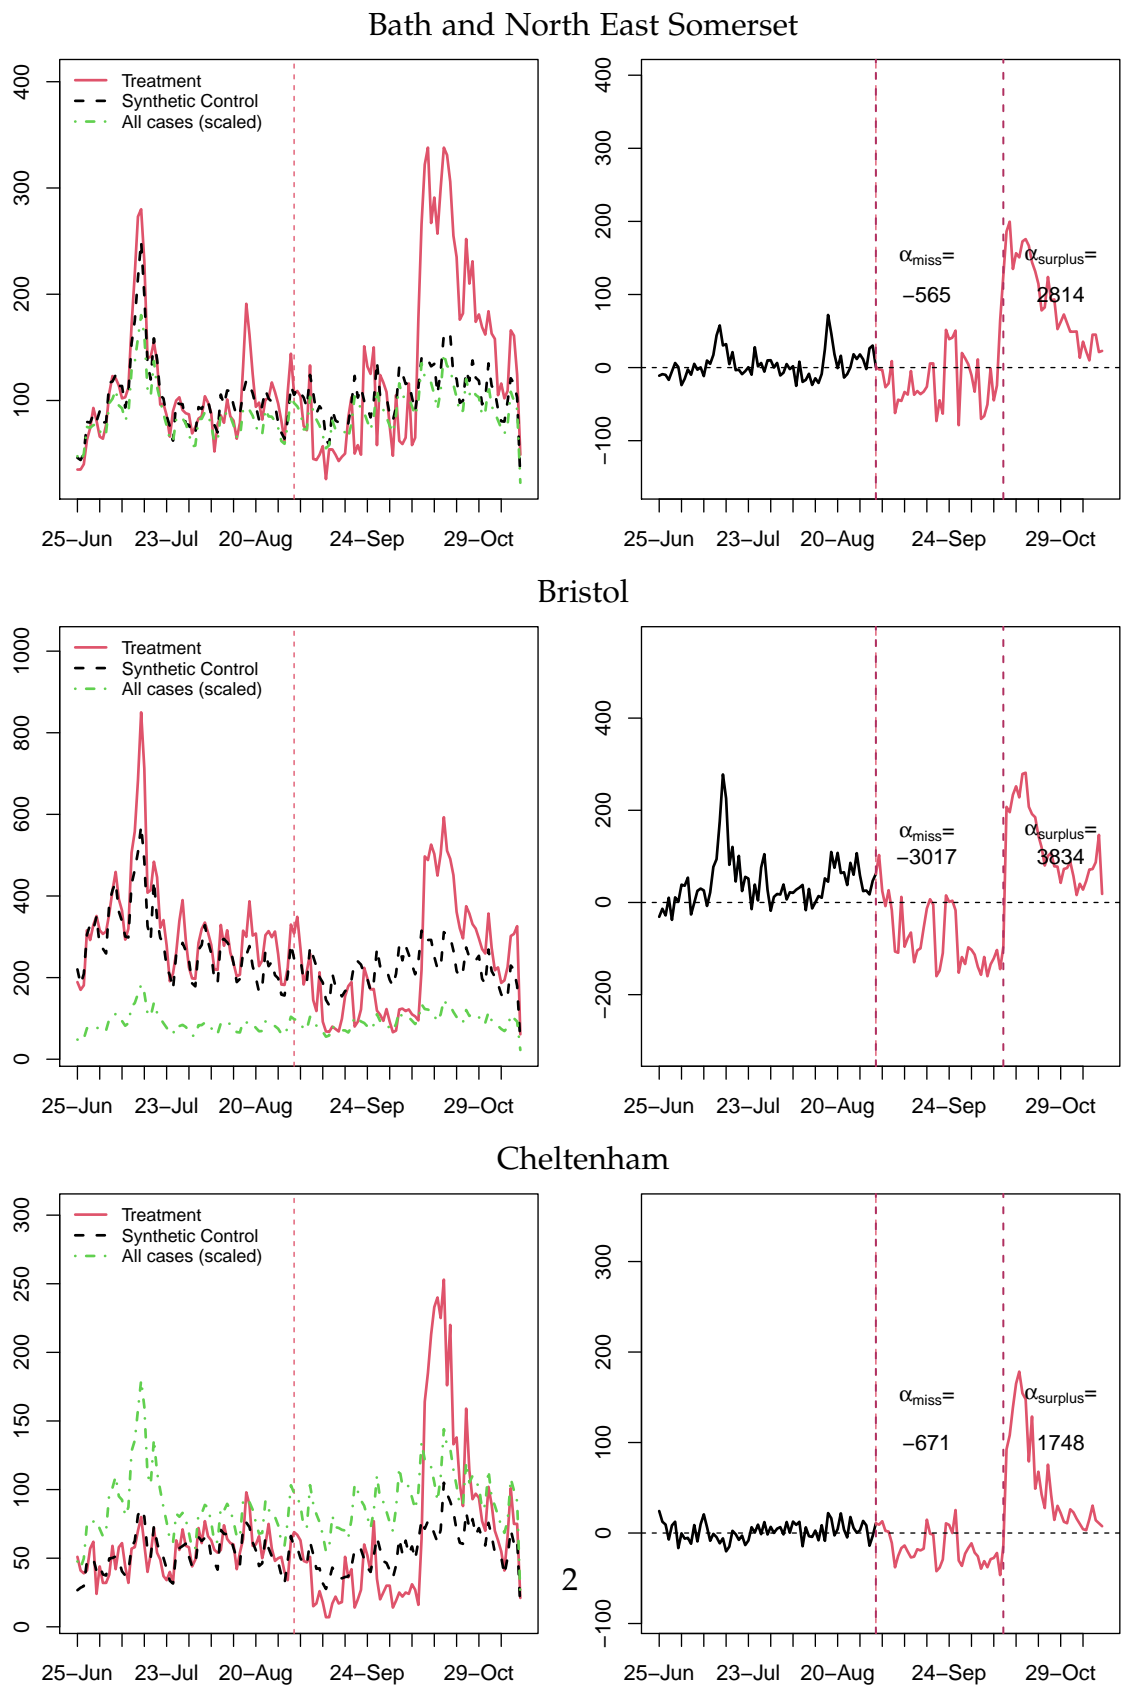 Bath and North East Somerset
400
300
200
100
Treatment
Synthetic Control
All cases (scaled)
25−Jun 23−Jul 20−Aug 24−Sep 29−Oct
400
300
200
100
0
−100
αmiss=
−565
αsurplus=
2814
25−Jun 23−Jul 20−Aug 24−Sep 29−Oct
Bristol
1000
800
600
400
200
0
Treatment
Synthetic Control
All cases (scaled)
25−Jun 23−Jul 20−Aug 24−Sep 29−Oct
400
200
0
−200
αmiss=
−3017
αsurplus=
3834
25−Jun 23−Jul 20−Aug 24−Sep 29−Oct
Cheltenham
300
250
200
150
100
50
0
Treatment
Synthetic Control
All cases (scaled)
25−Jun 23−Jul 20−Aug 24−Sep 29−Oct
300
200
100
0
−100
αmiss=
−671
αsurplus=
1748
25−Jun 23−Jul 20−Aug 24−Sep 29−Oct
2